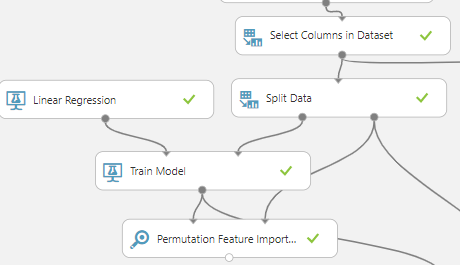 Select Columns in Dataset
Linear Regression
Split Data
Train Model
Permutation Feature Import...